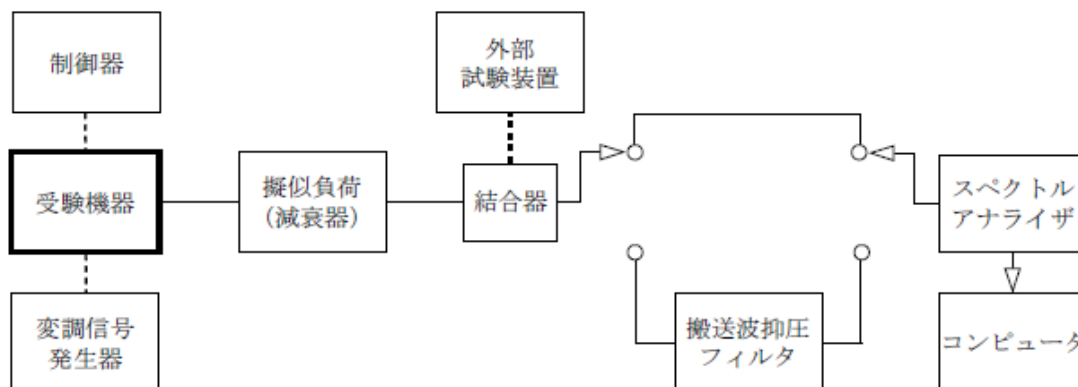 制御器
外部
試験装置
受験機器
擬似負荷
(減衰器)
結合器
スペクトル
アナライザ
変調信号
発生器
搬送波抑圧
フィルタ
コンピュータ